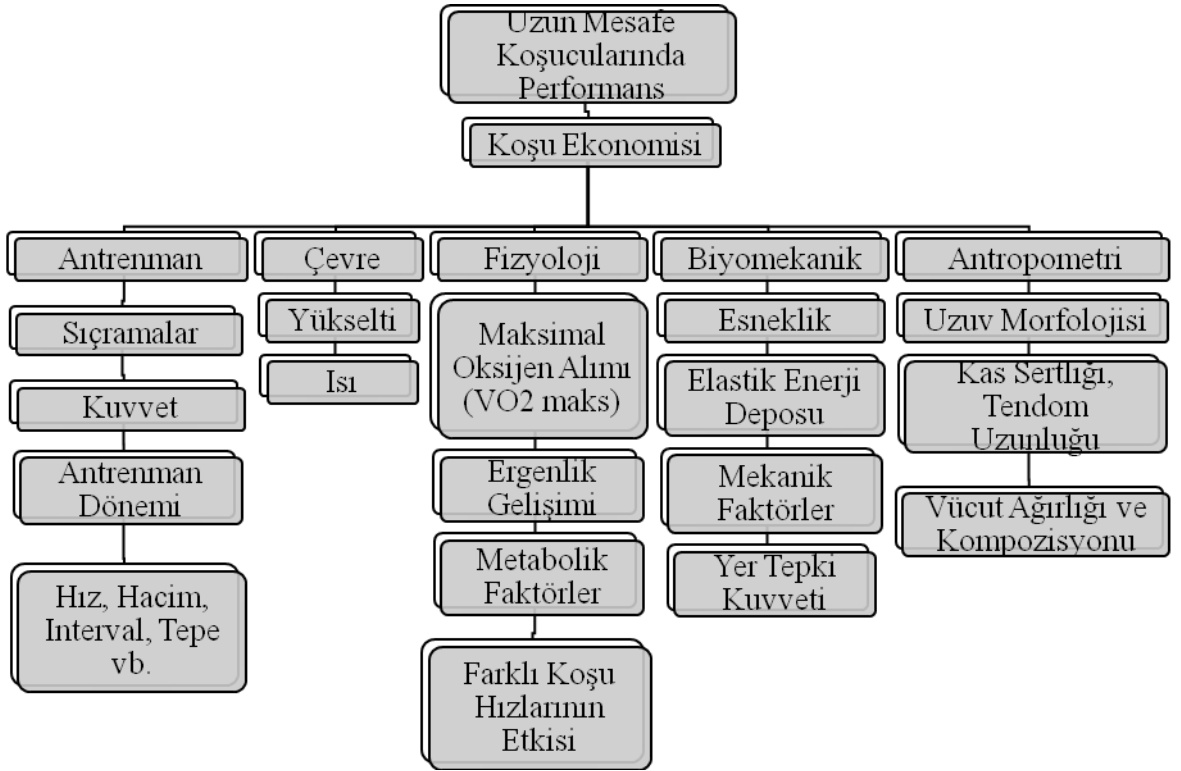 Uzun Mesafe
Koşucularında
Performans
Koşu Ekonomisi
Antrenman
Sıçramalar
Kuvvet
Antrenman
Dönemi
Hız, Hacim,
Interval, Tepe
vb.
Çevre
Yükselti
Isı
Fizyoloji
Maksimal
Oksijen Alımı
(VO2 maks)
Ergenlik
Gelişimi
Metabolik
Faktörler
Farklı Koşu
Hızlarının
Etkisi
Biyomekanik
Esneklik
Elastik Enerji
Deposu
Mekanik
Faktörler
Yer Tepki
Kuvveti
Antropometri
Uzuv Morfolojisi
Kas Sertlığı,
Tendom
Uzunluğu
Vücut Ağırlığı ve
Kompozisyonu